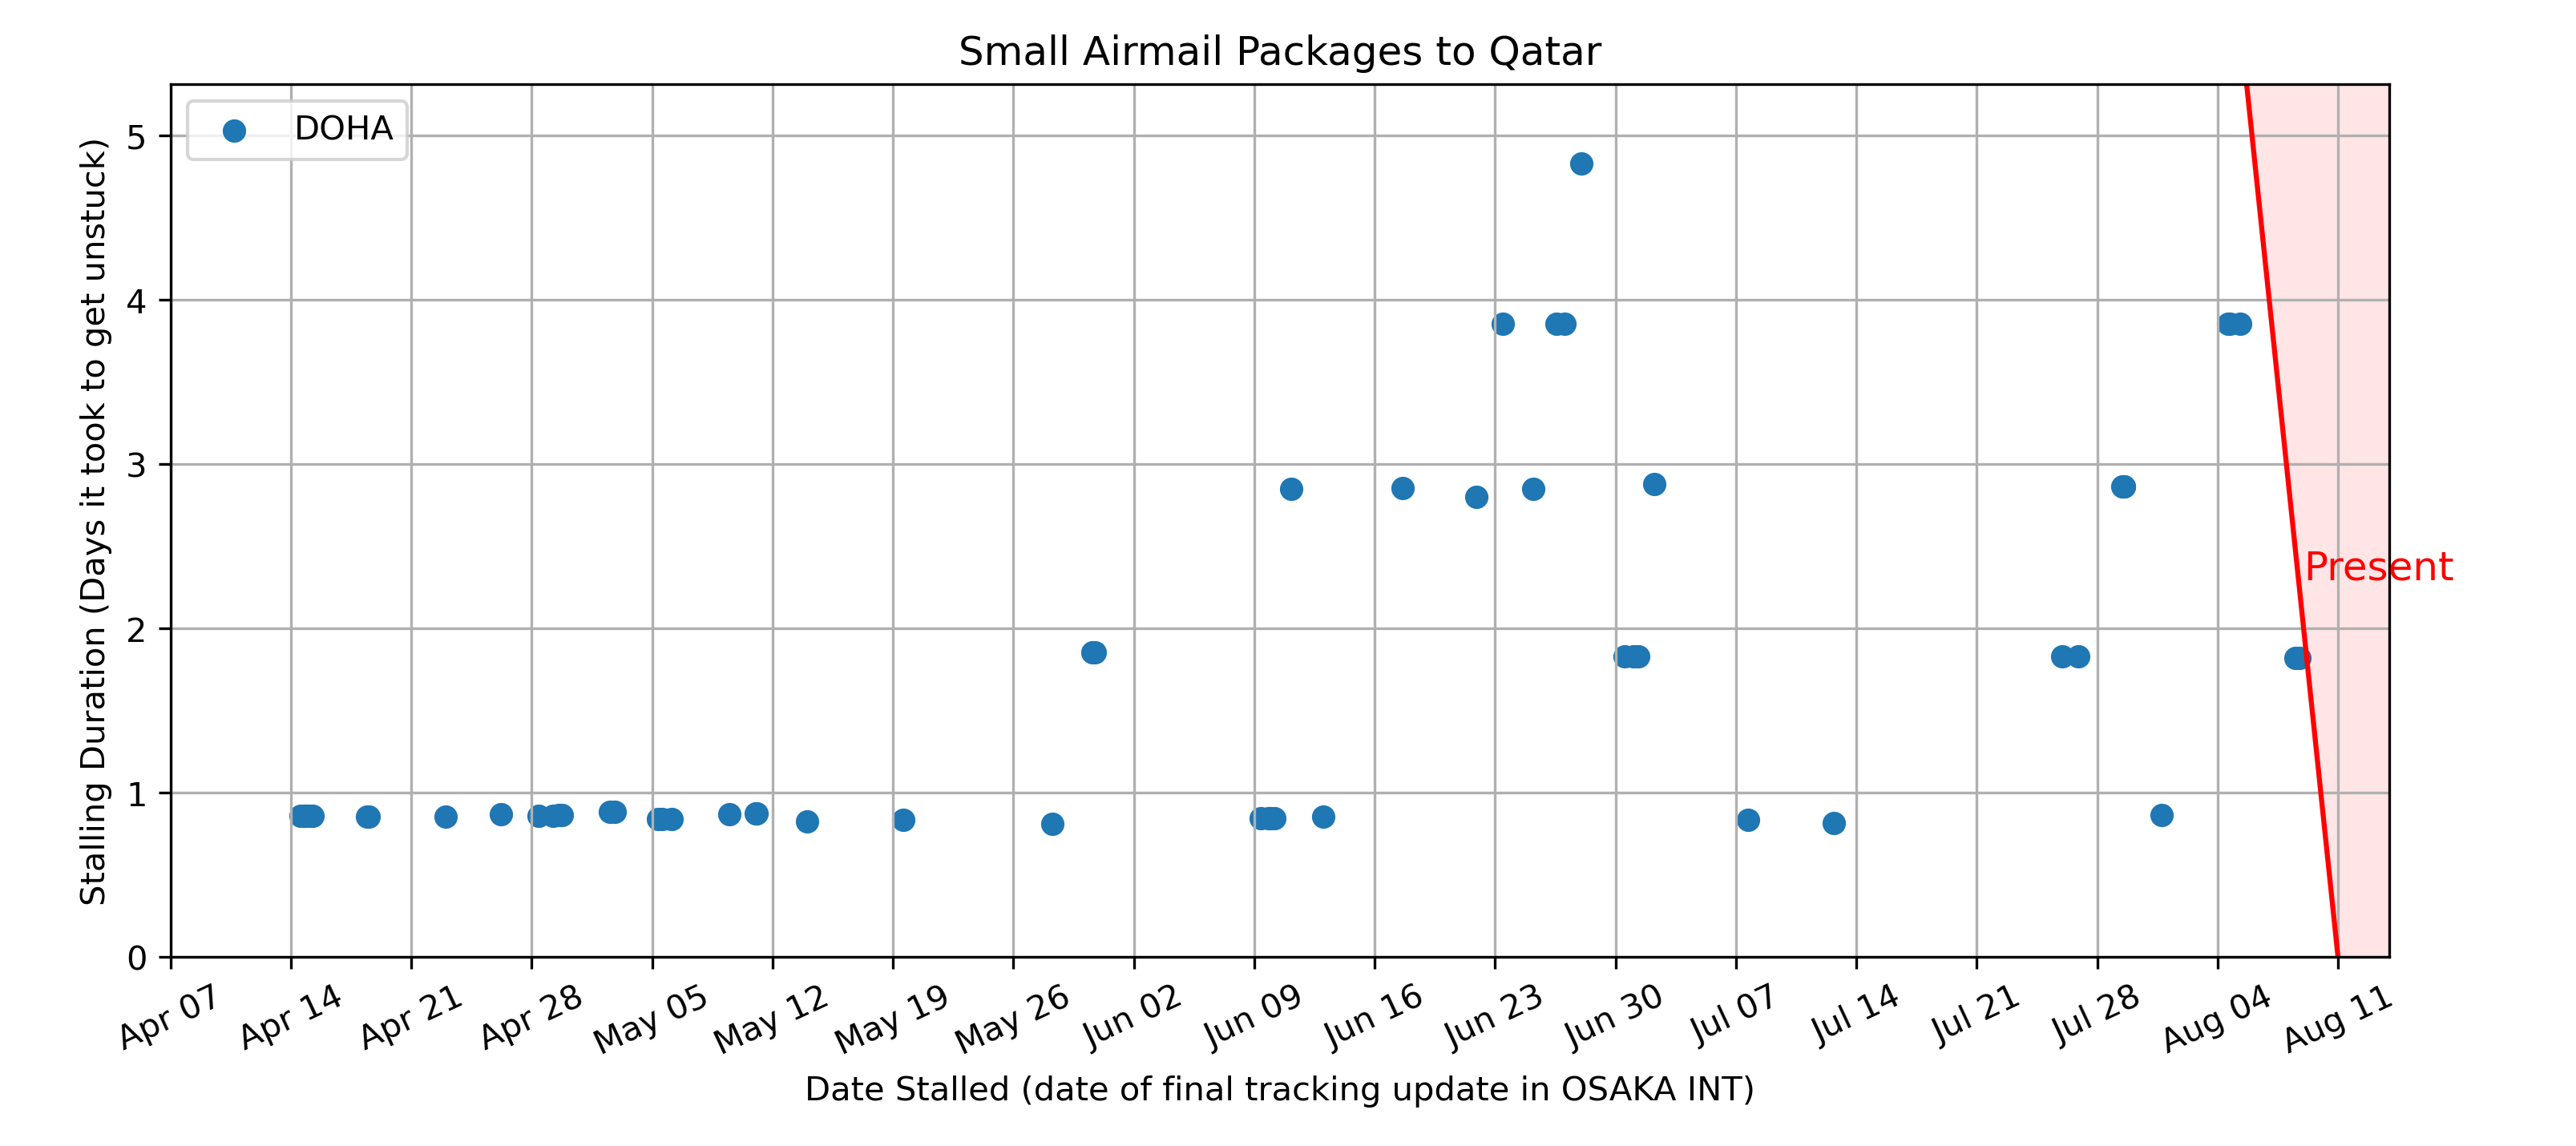 Small Airmail Packages to Qatar
DOHA
Stalling Duration (Days it took to get unstuck)
5
4
3
2
1
0
Present
Apr 07 Apr 14 Apr 21 Apr 28 May 05 May 12 May 19 May 26 Jun 02 Jun 09 Jun 16 Jun 23 Jun 30 Jul 07 Jul 14 Jul 21 Jul 28 Aug 04 Aug 11
Date Stalled (date of final tracking update in OSAKA INT)